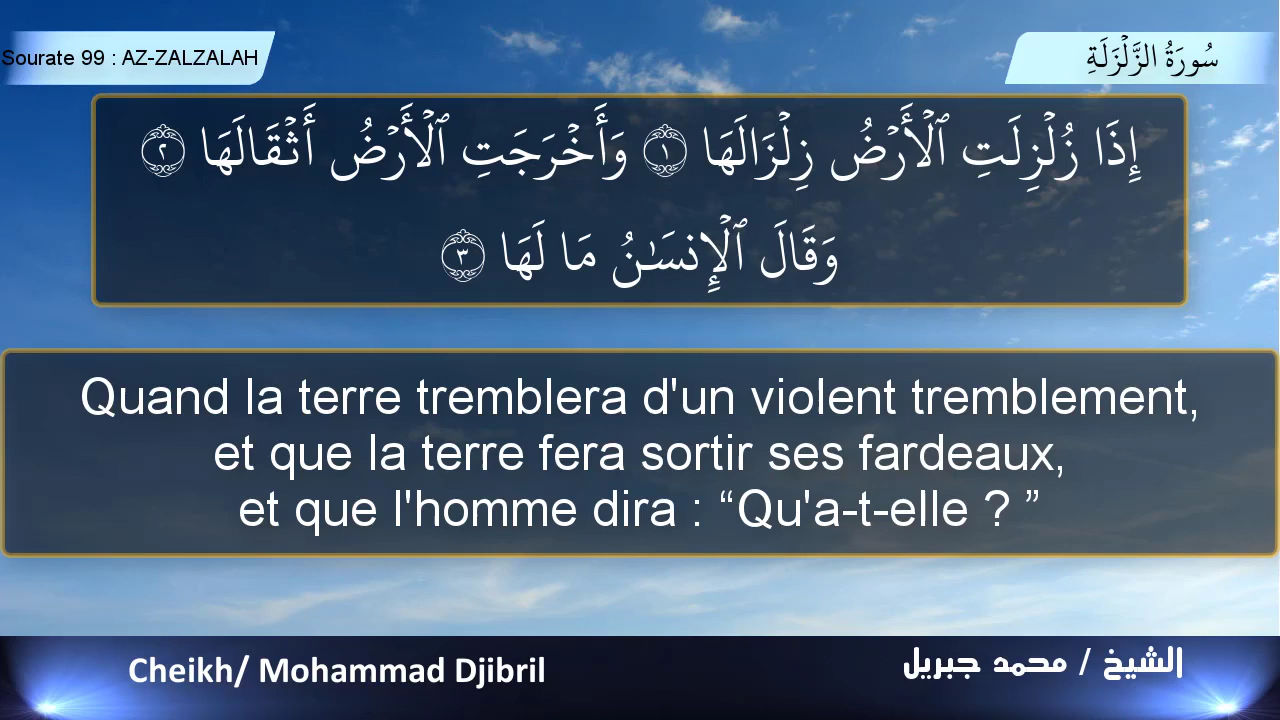 Sourate 99 : AZ-ZALZALAH
سُورَةُ الزَّلْزَلَةِ
إِذَا زُلْزِلَتِ ٱلْأَرْضُ زِلْزَالَهَا ١ وَأَخْرَجَتِ ٱلْأَرْضُ أَثْقَالَهَا ٢
وَقَالَ ٱلْإِنسَـٰنُ مَا لَهَا ٣
Quand la terre tremblera d'un violent tremblement,
et que la terre fera sortir ses fardeaux,
et que l'homme dira : “Qu'a-t-elle ? ”
Cheikh/ Mohammad Djibril
الشيخ / محمد جبريل